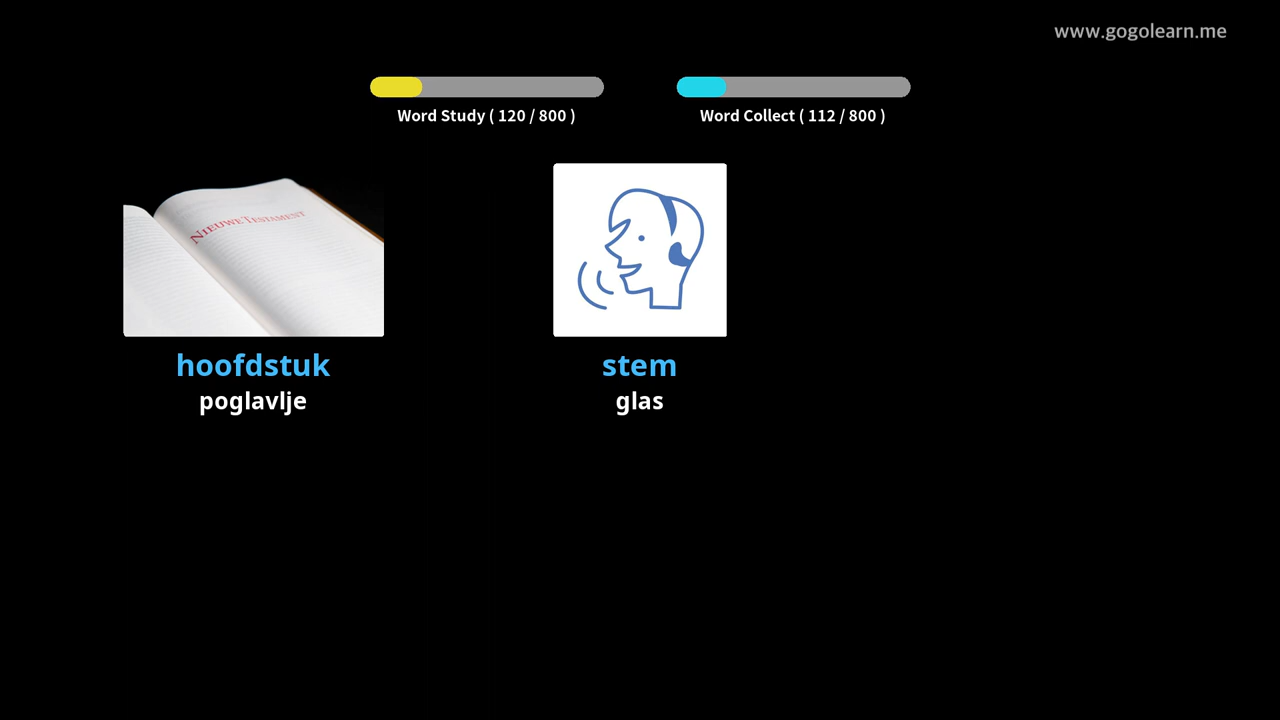 www.gogolearn.me
Word Study ( 120 / 800 )
Word Collect ( 112 / 800 )
NIEUWE TESTAMENT
hoofdstuk
poglavlje
stem
glas